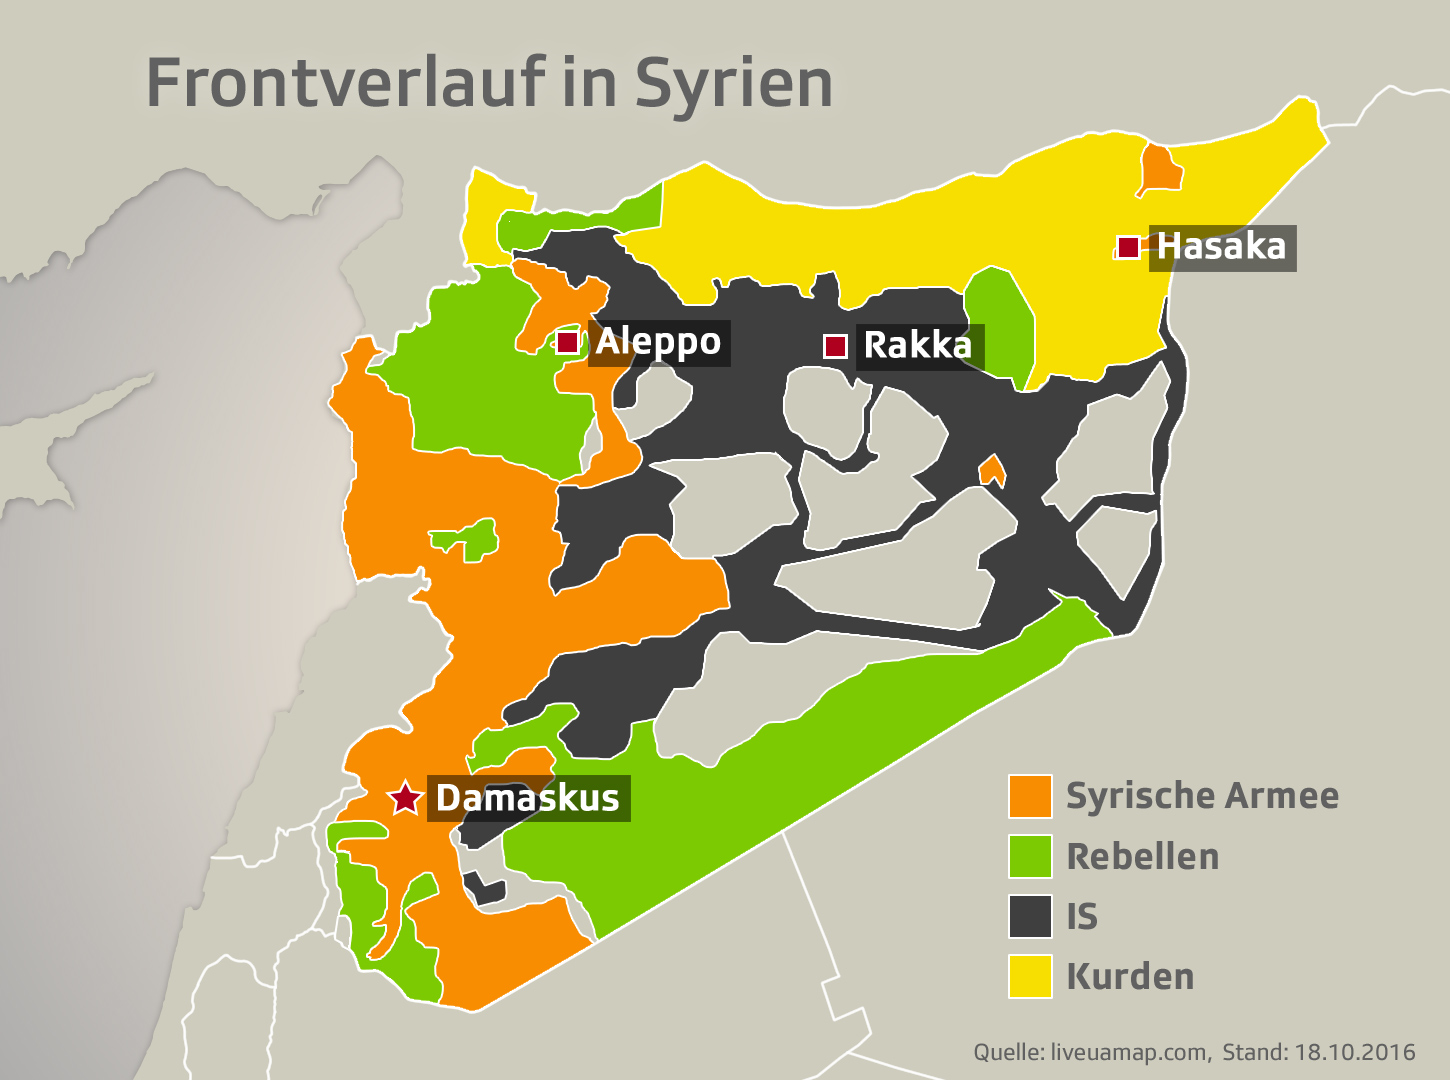 Frontverlauf in Syrien
Hasaka
Aleppo
Rakka
Damaskus
Syrische Armee
Rebellen
IS
Kurden
Quelle: liveuamap.com, Stand: 18.10.2016